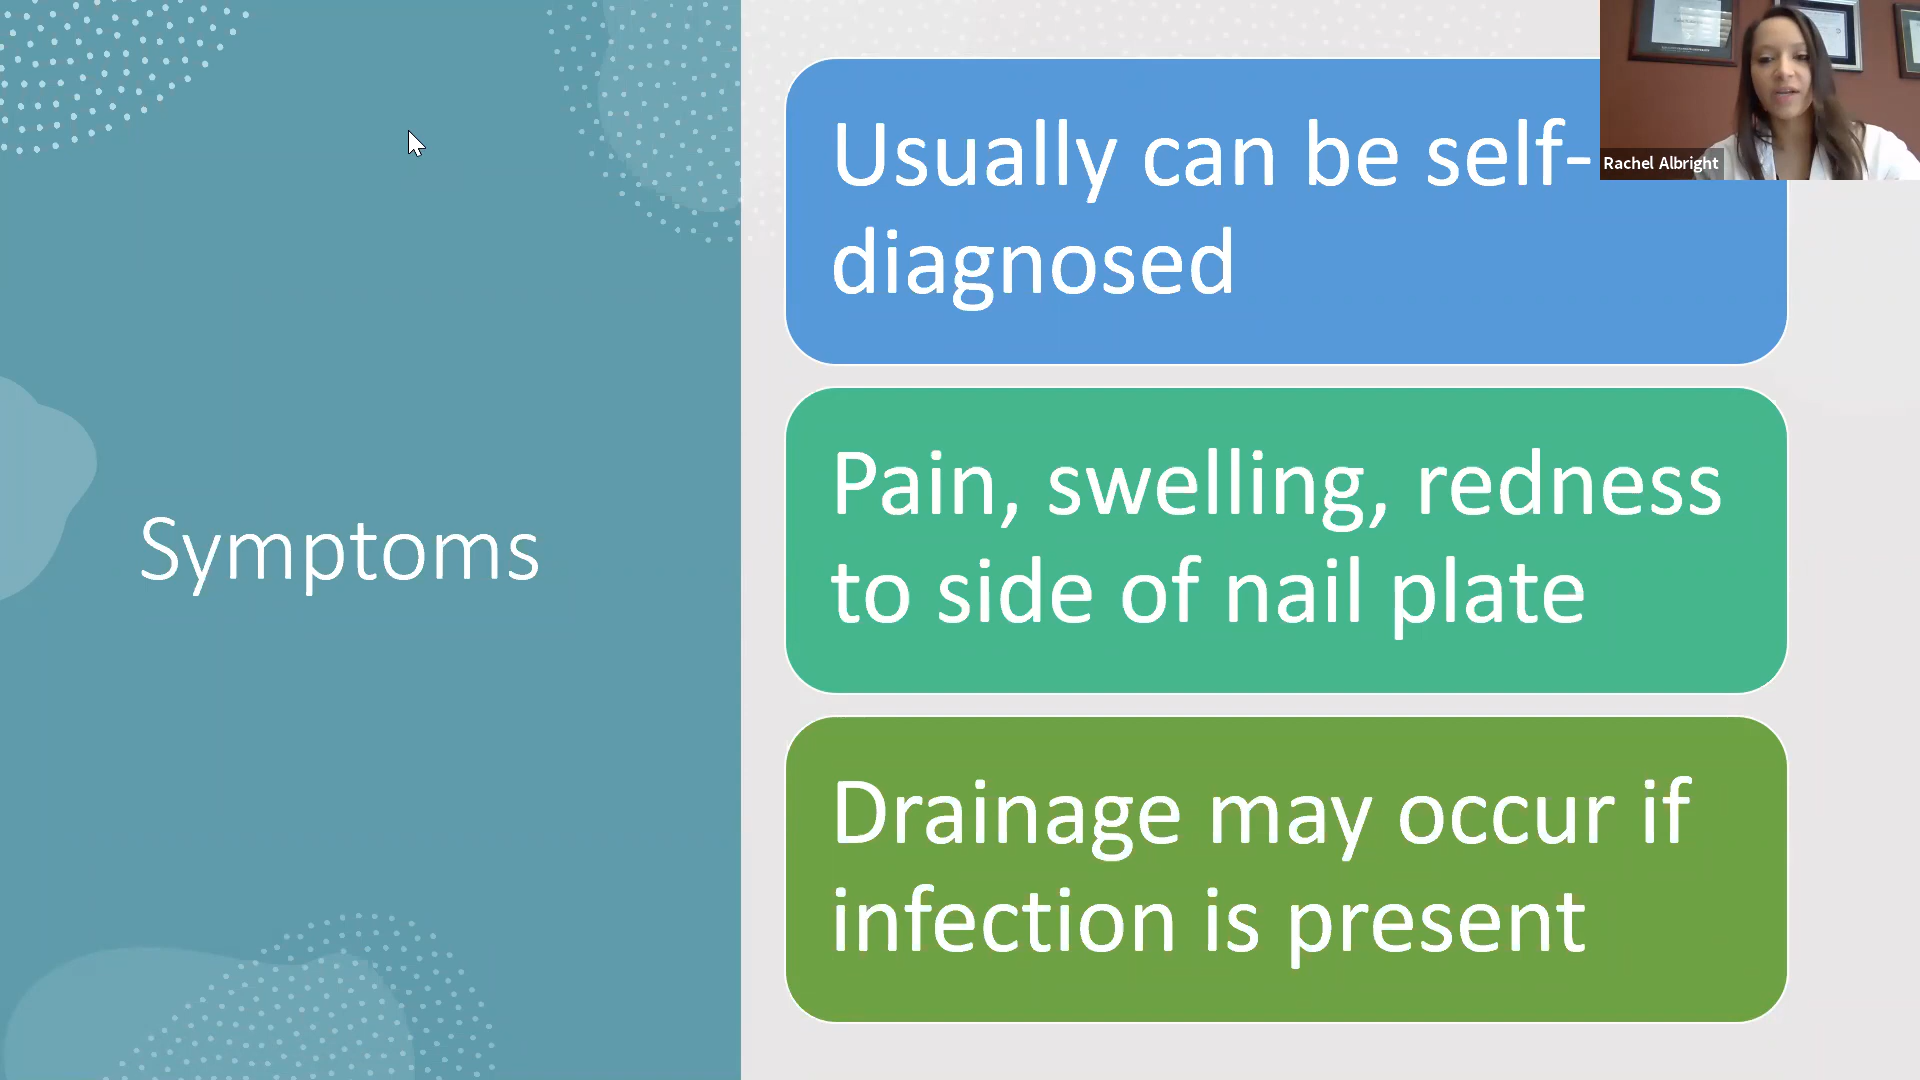 Symptoms
Usually can be self-
diagnosed
Pain, swelling, redness
to side of nail plate
Drainage may occur if
infection is present
Rachel Albright